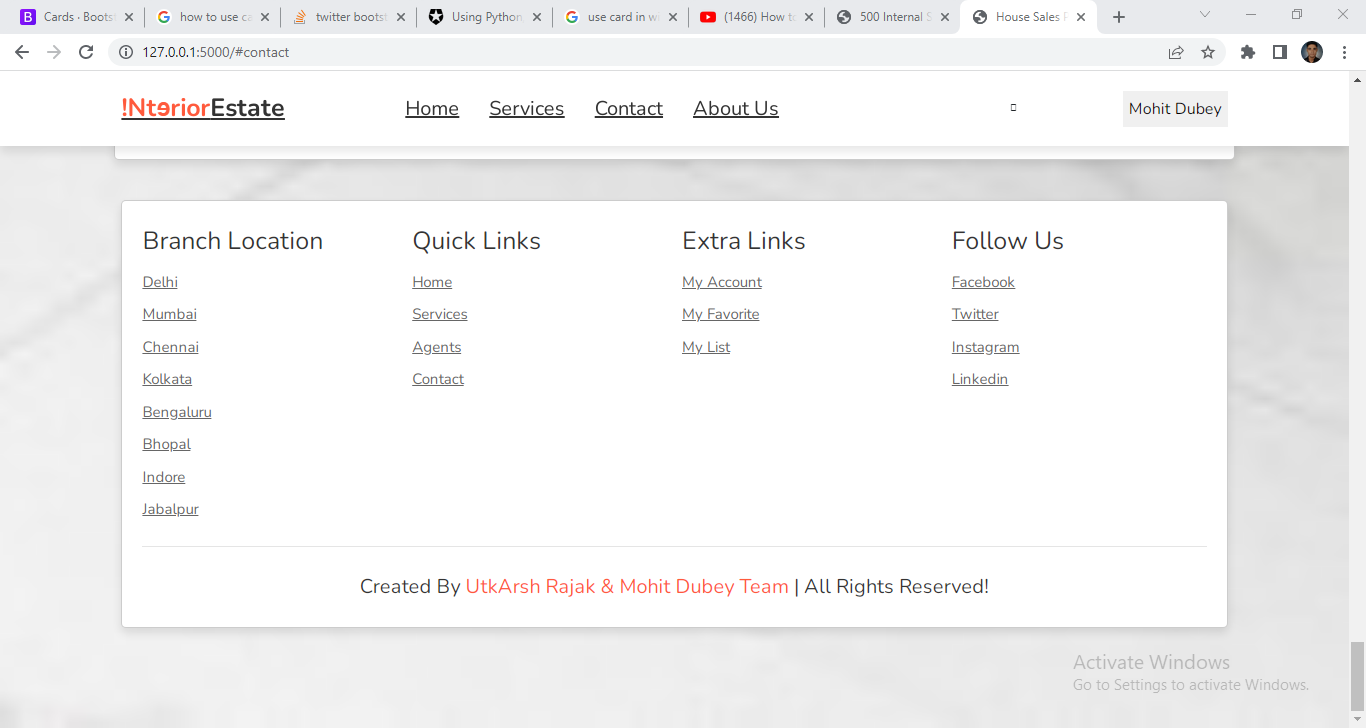 Cards · Boots
how to use ca
twitter bootst
Using Python
use card in w
(1466) How to
500 Internal S
House Sales P
127.0.0.1:5000/#contact
!NtɘriorEstate
Home Services Contact About Us
Mohit Dubey
Branch Location
Delhi
Mumbai
Chennai
Kolkata
Bengaluru
Bhopal
Indore
Jabalpur
Quick Links
Home
Services
Agents
Contact
Extra Links
My Account
My Favorite
My List
Follow Us
Facebook
Twitter
Instagram
Linkedin
Created By UtkArsh Rajak & Mohit Dubey Team | All Rights Reserved!
Activate Windows
Go to Settings to activate Windows.